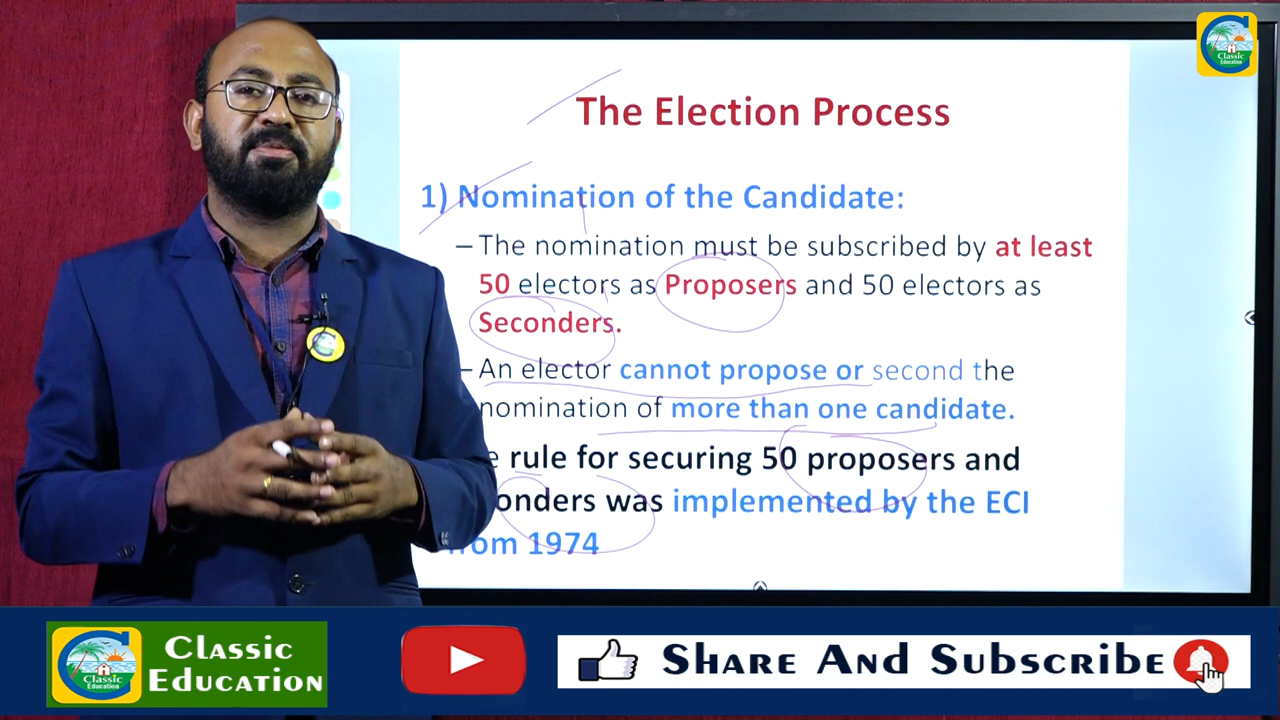 Classic
Education
The Election Process
1) Nomination of the Candidate:
– The nomination must be subscribed by at least
50 electors as Proposers and 50 electors as
Seconders.
– An elector cannot propose or second the
nomination of more than one candidate.
rule for securing 50 proposers and
was implemented by the ECI
1974
Classic
Education
Classic
Education
Share And Subscribe